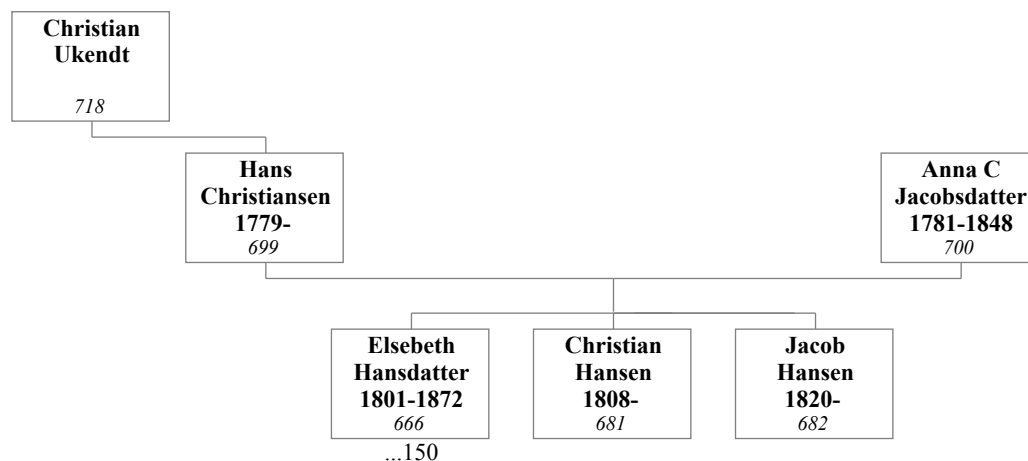 Christian
Ukendt
718
Hans
Christiansen
1779-
699
Anna C
Jacobsdatter
1781-1848
700
Elsebeth
Hansdatter
1801-1872
666
...150
Christian
Hansen
1808-
681
Jacob
Hansen
1820-
682